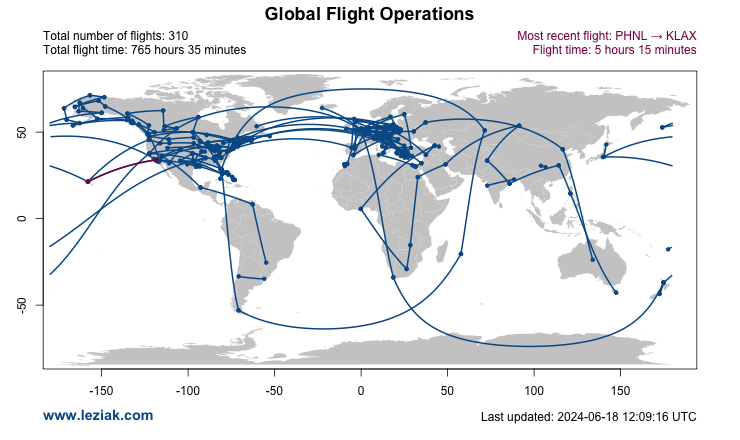 Global Flight Operations
Total number of flights: 310
Total flight time: 765 hours 35 minutes
Most recent flight: PHNL → KLAX
Flight time: 5 hours 15 minutes
50
0
-50
-150
-100
-50
0
50
100
150
www.leziak.com
Last updated: 2024-06-18 12:09:16 UTC